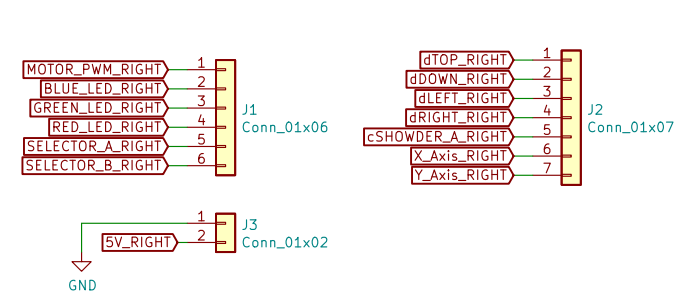 MOTOR_PWM_RIGHT 1
BLUE_LED_RIGHT 2
GREEN_LED_RIGHT 3
RED_LED_RIGHT 4
SELECTOR_A_RIGHT 5
SELECTOR_B_RIGHT 6
J1
Conn_01x06
dTOP_RIGHT 1
dDOWN_RIGHT 2
dLEFT_RIGHT 3
dRIGHT_RIGHT 4
cSHOWDER_A_RIGHT 5
X_Axis_RIGHT 6
Y_Axis_RIGHT 7
J2
Conn_01x07
1
5V_RIGHT 2
J3
Conn_01x02
GND